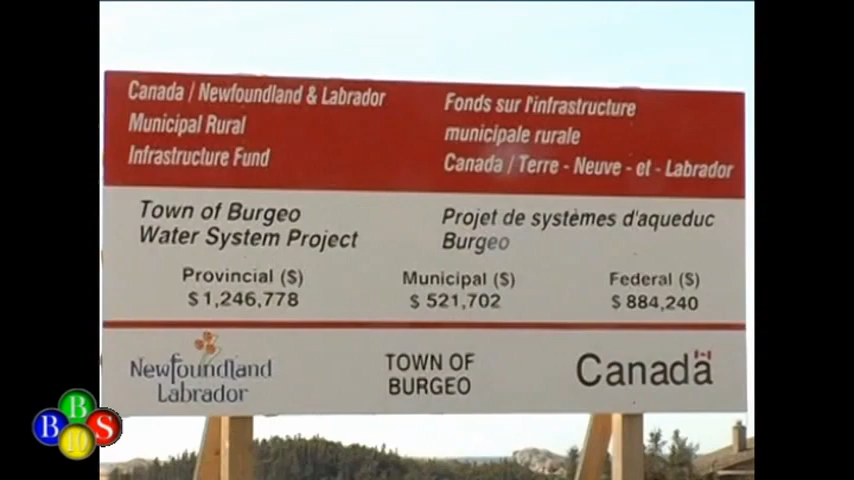 Canada / Newfoundland & Labrador
Municipal Rural
Infrastructure Fund
Fonds sur l'infrastructure
municipale rurale
Canada / Terre - Neuve - et - Labrador
Town of Burgeo
Water System Project
Projet de systèmes d'aqueduc
Burgeo
Provincial ($)
$1,246,778
Municipal ($)
$ 521,702
Federal ($)
$ 884,240
Newfoundland
Labrador
TOWN OF
BURGEO
Canada
B
B S
10